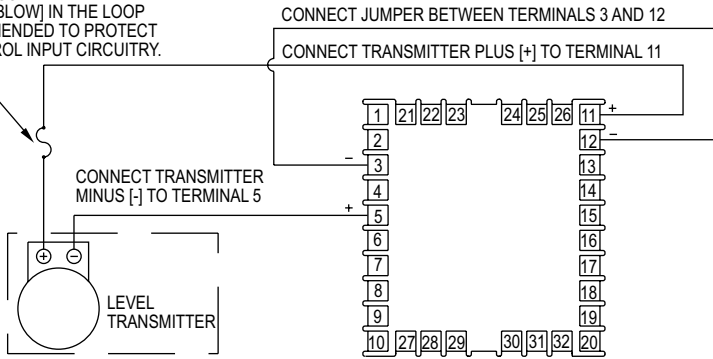 BLOW] IN THE LOOP
ENDED TO PROTECT
ROL INPUT CIRCUITRY.
CONNECT JUMPER BETWEEN TERMINALS 3 AND 12
CONNECT TRANSMITTER PLUS [+] TO TERMINAL 11
CONNECT TRANSMITTER
MINUS [-] TO TERMINAL 5
LEVEL
TRANSMITTER
+ −
− +
+ −
1 21 22 23 24 25 26 11
2 12
3 13
4 14
5 15
6 16
7 17
8 18
9 19
10 27 28 29 30 31 32 20